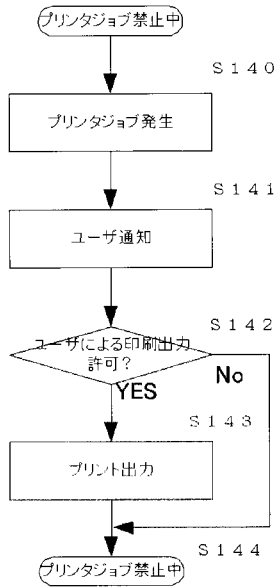 プリンタジョブ禁止中
S140
プリンタジョブ発生
S141
ユーザ通知
S142
ユーザによる印刷出力
許可?
YES
No
S143
プリント出力
S144
プリンタジョブ禁止中